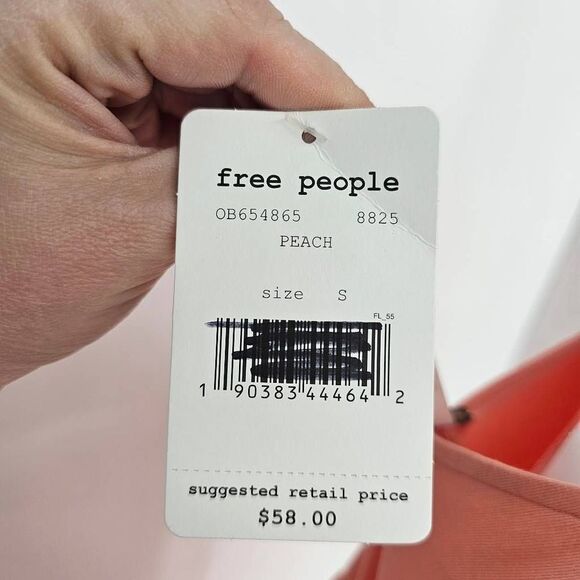 free people
OB654865 8825
PEACH
size S
FL_55
1 90383 44464 2
suggested retail price
$58.00